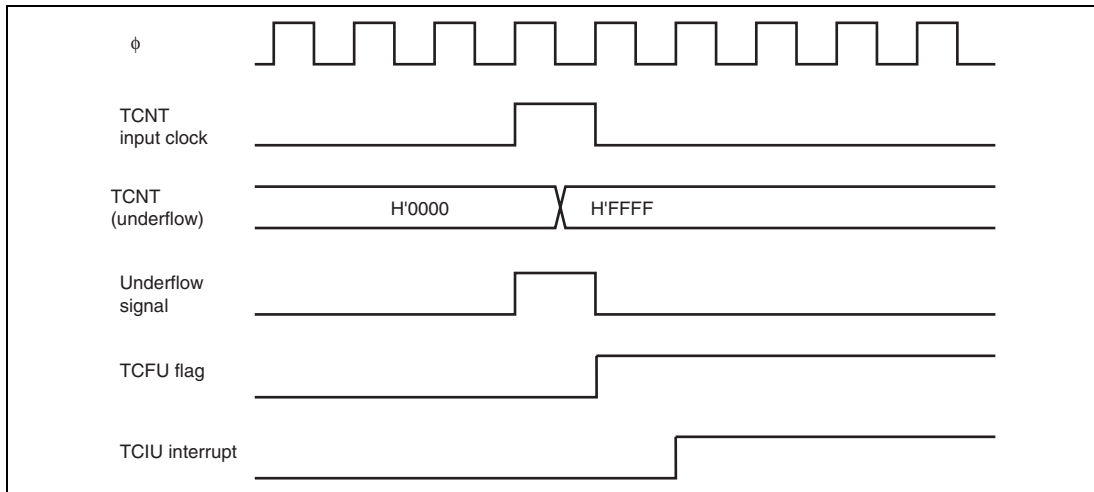 ϕ
TCNT
input clock
TCNT
(underflow)
H'0000
H'FFFF
Underflow
signal
TCFU flag
TCIU interrupt